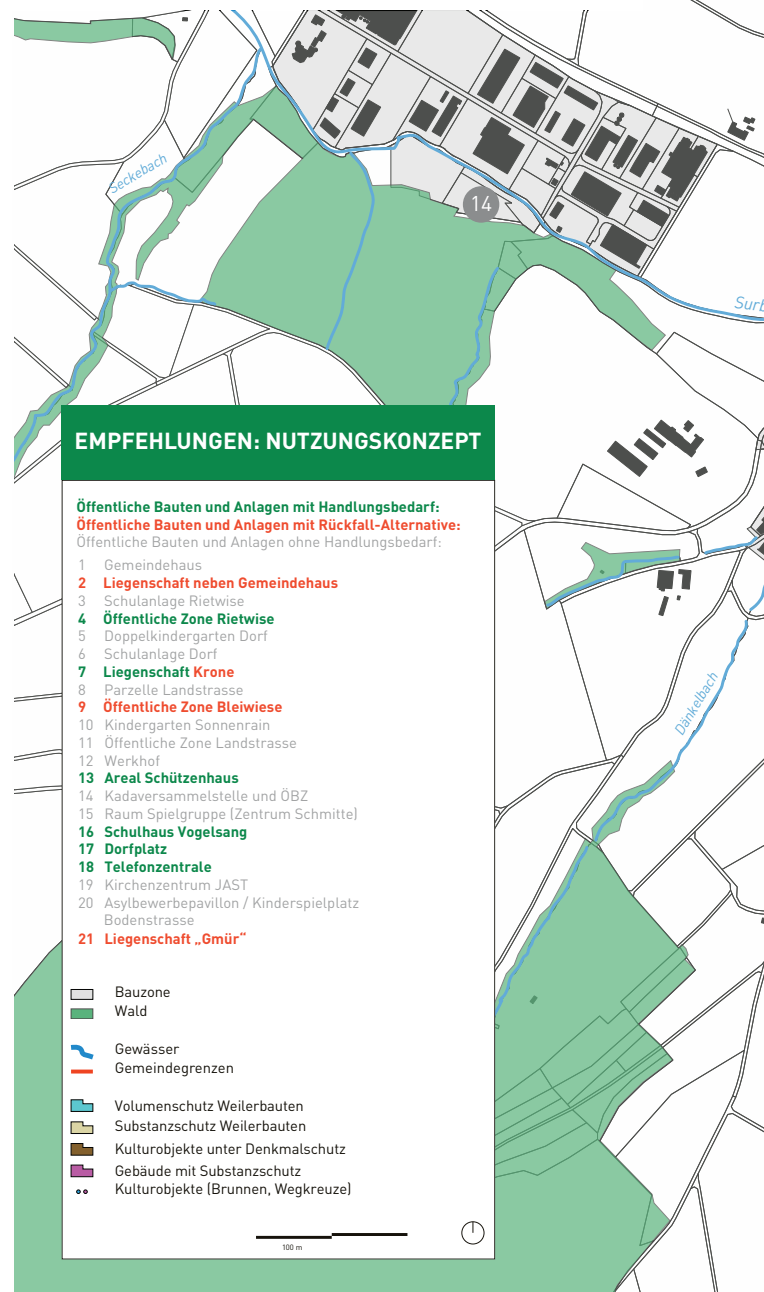 Seckebach
14
Surb
EMPFEHLUNGEN: NUTZUNGSKONZEPT
Öffentliche Bauten und Anlagen mit Handlungsbedarf:
Öffentliche Bauten und Anlagen mit Rückfall-Alternative:
Öffentliche Bauten und Anlagen ohne Handlungsbedarf:
1 Gemeindehaus
2 Liegenschaft neben Gemeindehaus
3 Schulanlage Rietwise
4 Öffentliche Zone Rietwise
5 Doppelkindergarten Dorf
6 Schulanlage Dorf
7 Liegenschaft Krone
8 Parzelle Landstrasse
9 Öffentliche Zone Bleiwiese
10 Kindergarten Sonnenrain
11 Öffentliche Zone Landstrasse
12 Werkhof
13 Areal Schützenhaus
14 Kadaversammelstelle und ÖBZ
15 Raum Spielgruppe (Zentrum Schmitte)
16 Schulhaus Vogelsang
17 Dorfplatz
18 Telefonzentrale
19 Kirchenzentrum JAST
20 Asylbewerbepavillon / Kinderspielplatz
Bodenstrasse
21 Liegenschaft „Gmür“
Dänkelbach
Bauzone
Wald
Gewässer
Gemeindegrenzen
Volumenschutz Weilerbauten
Substanzschutz Weilerbauten
Kulturobjekte unter Denkmalschutz
Gebäude mit Substanzschutz
Kulturobjekte (Brunnen, Wegkreuze)
100 m